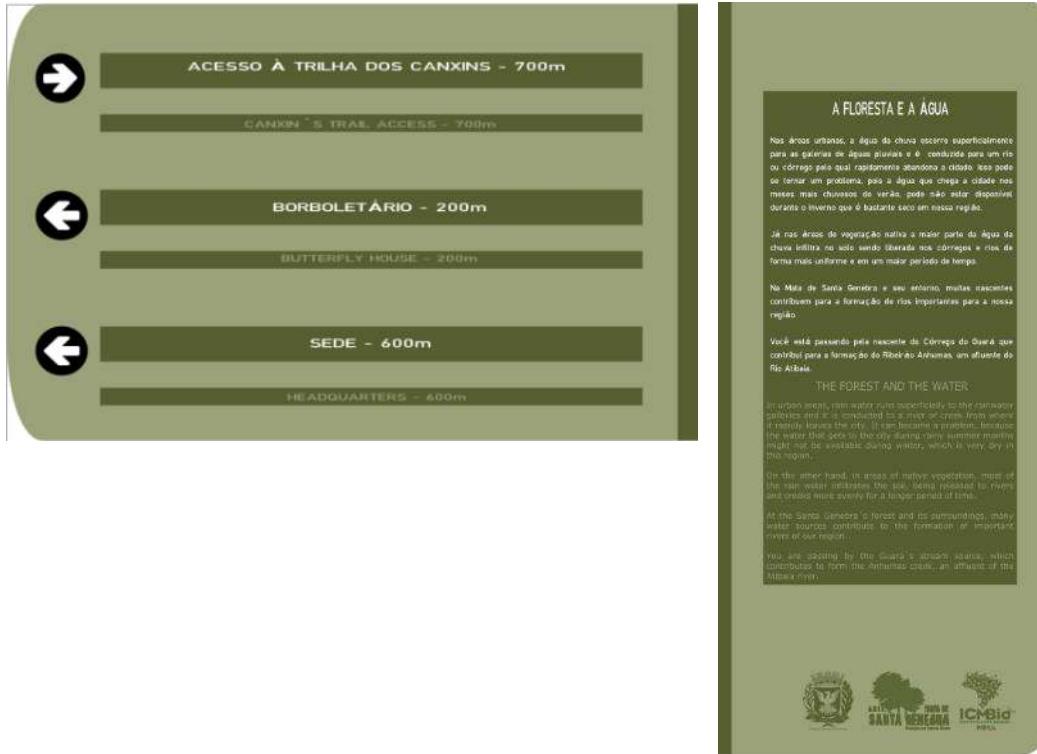 ACESSO À TRILHA DOS CANXINS - 700m
CANXIN´S TRAIL ACCESS - 700m
BORBOLETÁRIO - 200m
BUTTERFLY HOUSE - 200m
SEDE - 600m
HEADQUARTERS - 600m
A FLORESTA E A ÁGUA
Nas áreas urbanas, a água da chuva escorre superficialmente
para as galerias de águas pluviais e é conduzida para um rio
ou córrego pelo qual rapidamente abandona a cidade. Isso pode
se tornar um problema, pois a água que chega a cidade nos
meses mais chuvosos do verão, pode não estar disponível
durante o inverno que é bastante seco em nossa região.
Já nas áreas de vegetação nativa a maior parte da água da
chuva infiltra no solo sendo liberada nos córregos e rios de
forma mais uniforme e em um maior período de tempo.
Na Mata de Santa Genebra e seu entorno, muitas nascentes
contribuem para a formação de rios importantes para a nossa
região.
Você está passando pela nascente do Córrego do Guará que
contribui para a formação do Ribeirão Anhumas, um afluente do
Rio Atibaia.
THE FOREST AND THE WATER
In urban areas, rain water runs superficially to the rainwater
galleries and it is conducted to a river of creek from where
it rapidly leaves the city. It can become a problem, because
the water that gets to the city during rainy summer months
might not be available during winter, which is very dry in
this region.
On the other hand, in areas of native vegetation, most of
the rain water infiltrates the soil, being released to rivers
and creeks more evenly for a longer period of time.
At the Santa Genebra´s forest and its surroundings, many
water sources contribute to the formation of important
rivers of our region.
You are passing by the Guará´s stream source, which
contributes to form the Anhumas creek, an affluent of the
Atibaia river.
MATA DE
SANTA GENEBRA
ICMBio
MMA